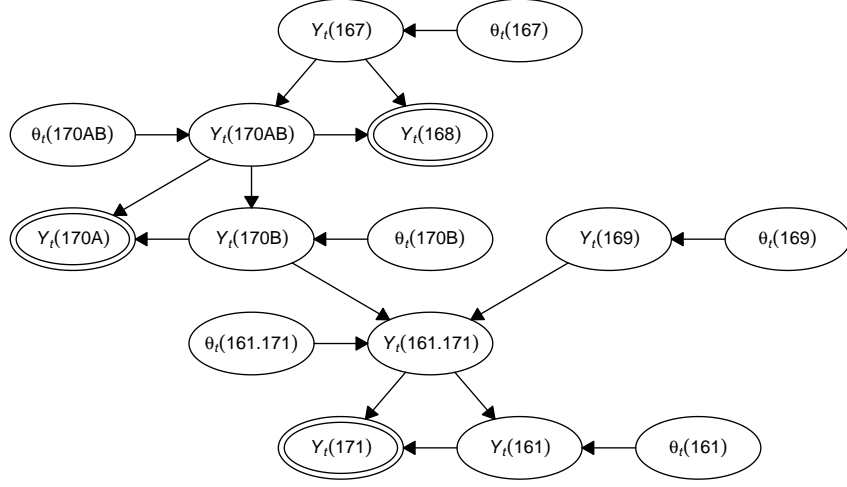 Yt(167) θt(167)
θt(170AB) Yt(170AB) Yt(168)
Yt(170A) Yt(170B) θt(170B) Yt(169) θt(169)
θt(161.171) Yt(161.171)
Yt(171) Yt(161) θt(161)